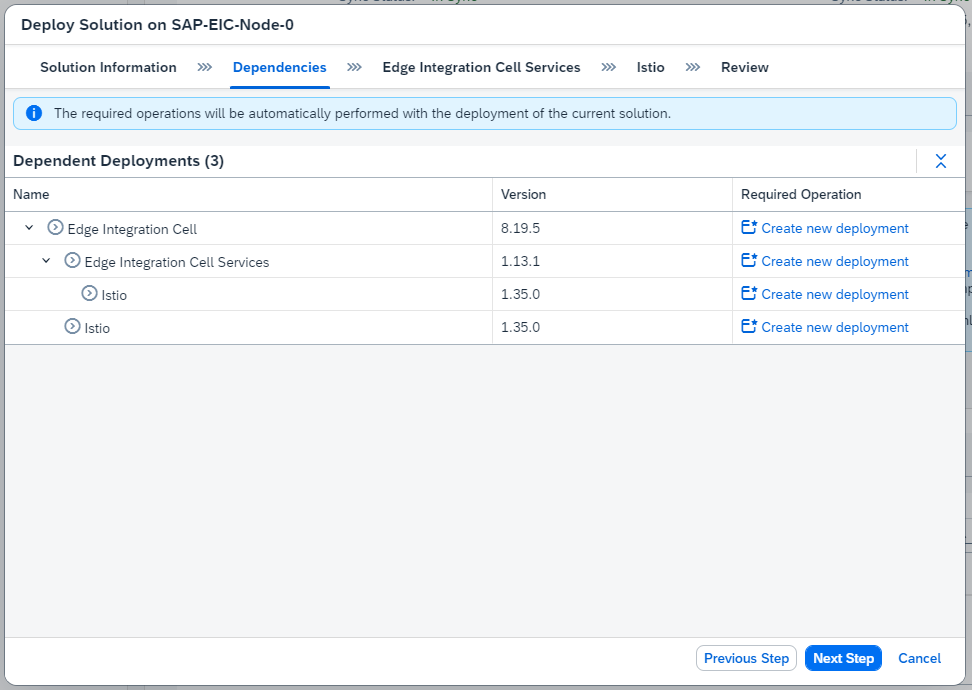 Deploy Solution on SAP-EIC-Node-0
Solution Information Dependencies Edge Integration Cell Services Istio Review
The required operations will be automatically performed with the deployment of the current solution.
Dependent Deployments (3)
Name Version Required Operation
Edge Integration Cell 8.19.5 Create new deployment
Edge Integration Cell Services 1.13.1 Create new deployment
Istio 1.35.0 Create new deployment
Istio 1.35.0 Create new deployment
Previous Step Next Step Cancel